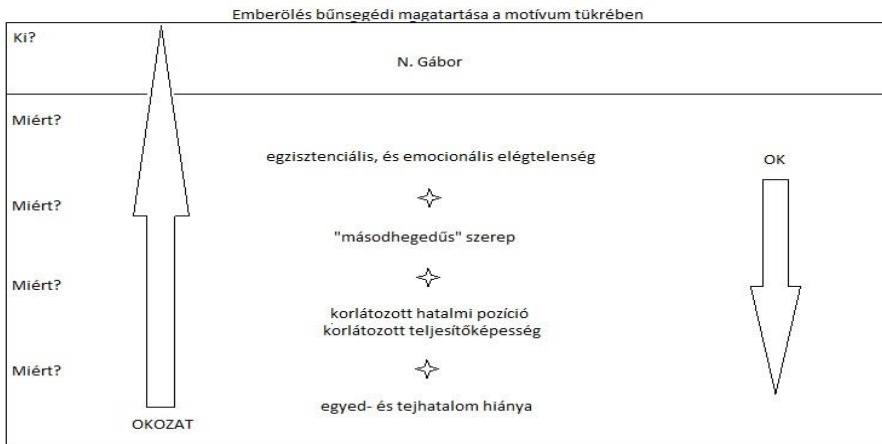 Emberölés bűnsegédi magatartása a motívum tükrében
Ki?
N. Gábor
Miért?
egzisztenciális, és emocionális elégtelenség
OK
Miért?
"másodhegedűs" szerep
Miért?
korlátozott hatalmi pozíció
korlátozott teljesítőképesség
Miért?
egyed- és tejhatalom hiánya
OKOZAT